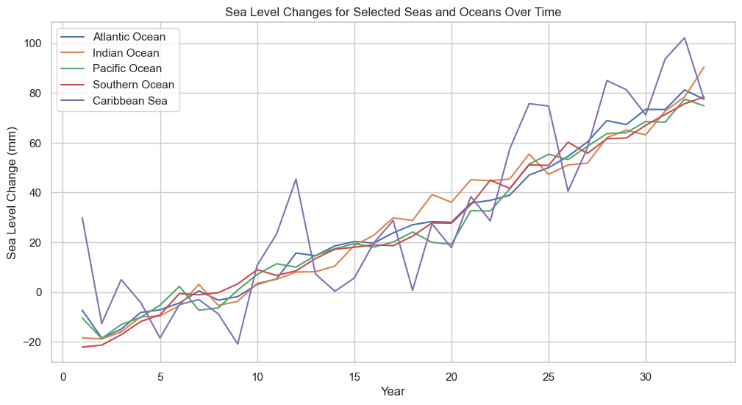 Sea Level Changes for Selected Seas and Oceans Over Time
Atlantic Ocean
Indian Ocean
Pacific Ocean
Southern Ocean
Caribbean Sea
Sea Level Change (mm)
100
80
60
40
20
0
−20
0
5
10
15
20
25
30
Year